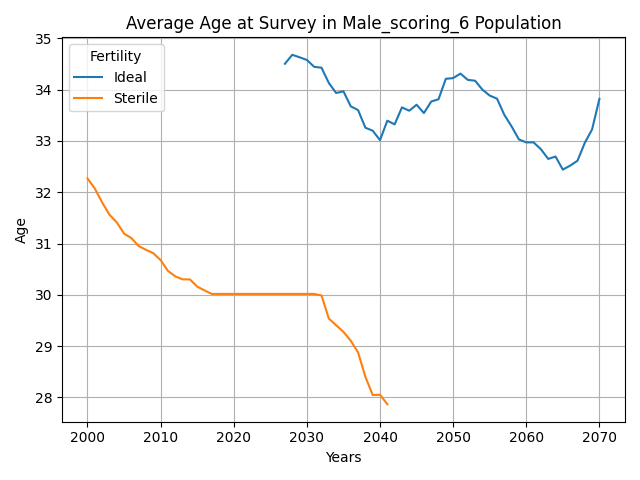 Average Age at Survey in Male_scoring_6 Population
Fertility
Ideal
Sterile
Age
35
34
33
32
31
30
29
28
2000 2010 2020 2030 2040 2050 2060 2070
Years